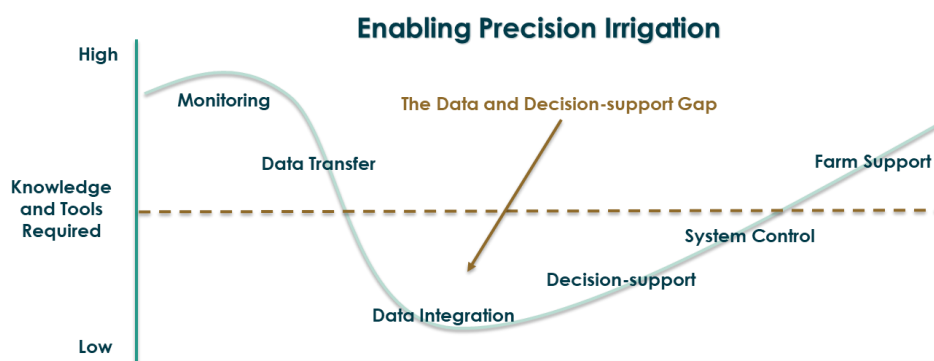 Enabling Precision Irrigation
High
Monitoring
The Data and Decision-support Gap
Data Transfer
Farm Support
Knowledge
and Tools
Required
System Control
Decision-support
Data Integration
Low